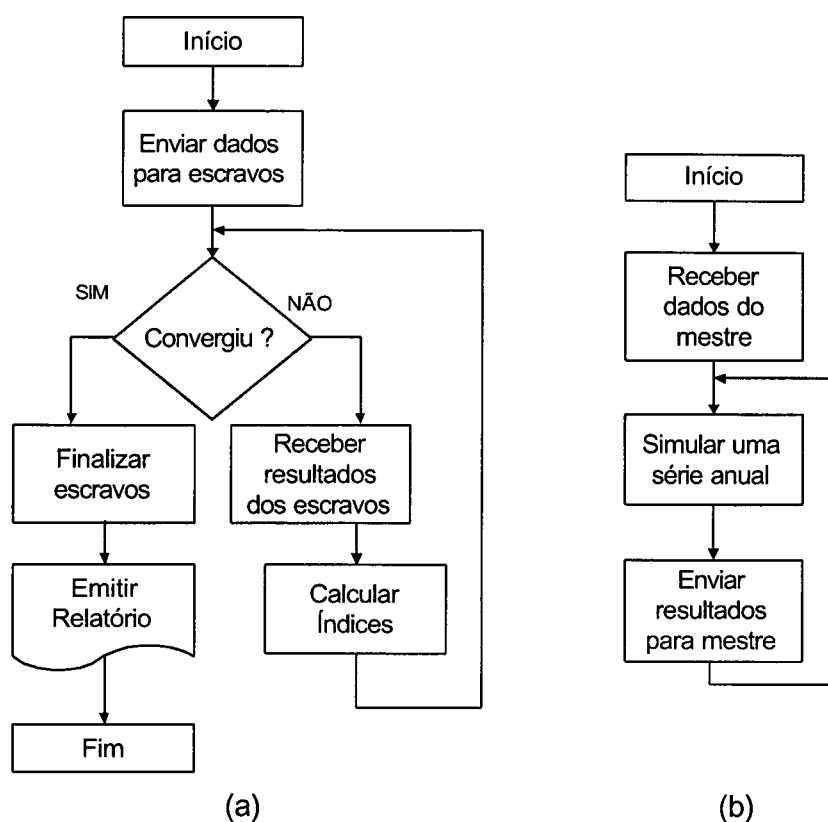 Início
Enviar dados
para escravos
SIM
NÃO
Convergiu ?
Finalizar
escravos
Receber
resultados
dos escravos
Emitir
Relatório
Calcular
Índices
Fim
(a)
Início
Receber
dados do
mestre
Simular uma
série anual
Enviar
resultados
para mestre
(b)